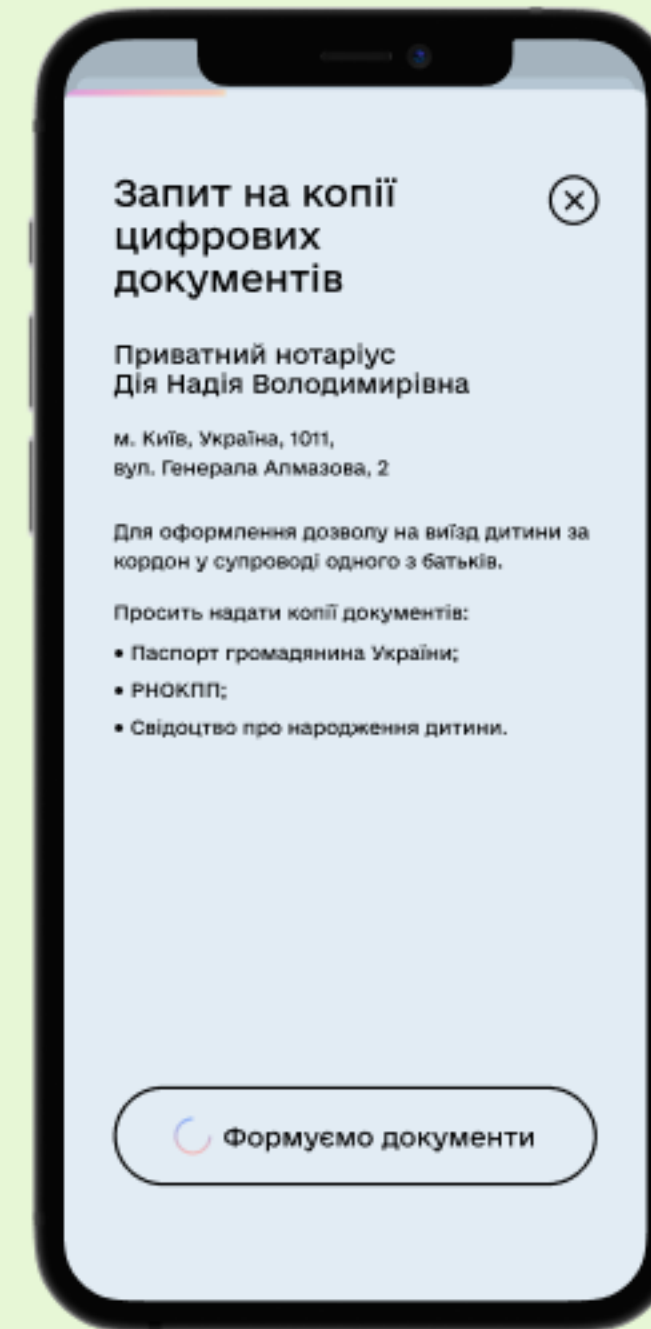 Запит на копії
цифрових
документів
Приватний нотаріус
Дія Надія Володимирівна
м. Київ, Україна, 1011,
вул. Генерала Алмазова, 2
Для оформлення дозволу на виїзд дитини за
кордон у супроводі одного з батьків.
Просить надати копії документів:
• Паспорт громадянина України;
• РНОКПП;
• Свідоцтво про народження дитини.
Формуємо документи